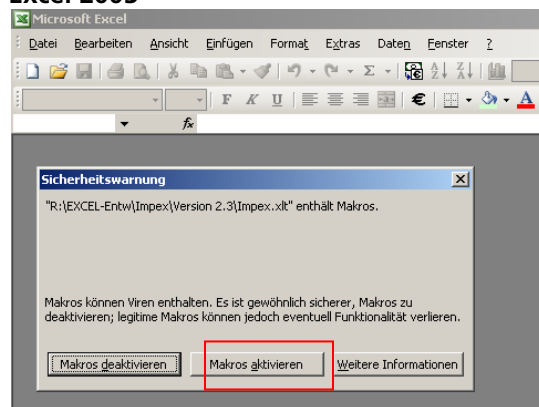 Excel 2003
Microsoft Excel
Datei Bearbeiten Ansicht Einfügen Format Extras Daten Fenster ?
F K U €
fx
Sicherheitswarnung
"R:\EXCEL-Entw\Impex\Version 2.3\Impex.xlt" enthält Makros.
Makros können Viren enthalten. Es ist gewöhnlich sicherer, Makros zu
deaktivieren; legitime Makros können jedoch eventuell Funktionalität verlieren.
Makros deaktivieren Makros aktivieren Weitere Informationen